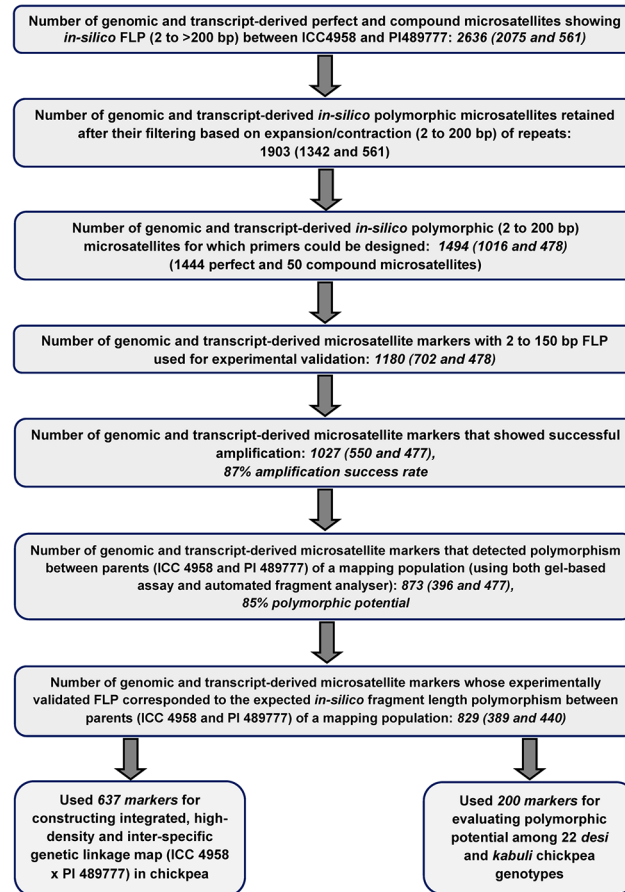 Number of genomic and transcript-derived perfect and compound microsatellites showing
in-silico FLP (2 to >200 bp) between ICC4958 and PI489777: 2636 (2075 and 561)
Number of genomic and transcript-derived in-silico polymorphic microsatellites retained
after their filtering based on expansion/contraction (2 to 200 bp) of repeats:
1903 (1342 and 561)
Number of genomic and transcript-derived in-silico polymorphic (2 to 200 bp)
microsatellites for which primers could be designed: 1494 (1016 and 478)
(1444 perfect and 50 compound microsatellites)
Number of genomic and transcript-derived microsatellite markers with 2 to 150 bp FLP
used for experimental validation: 1180 (702 and 478)
Number of genomic and transcript-derived microsatellite markers that showed successful
amplification: 1027 (550 and 477),
87% amplification success rate
Number of genomic and transcript-derived microsatellite markers that detected polymorphism
between parents (ICC 4958 and PI 489777) of a mapping population (using both gel-based
assay and automated fragment analyser): 873 (396 and 477),
85% polymorphic potential
Number of genomic and transcript-derived microsatellite markers whose experimentally
validated FLP corresponded to the expected in-silico fragment length polymorphism between
parents (ICC 4958 and PI 489777) of a mapping population: 829 (389 and 440)
Used 637 markers for
constructing integrated, high-
density and inter-specific
genetic linkage map (ICC 4958
x PI 489777) in chickpea
Used 200 markers for
evaluating polymorphic
potential among 22 desi
and kabuli chickpea
genotypes